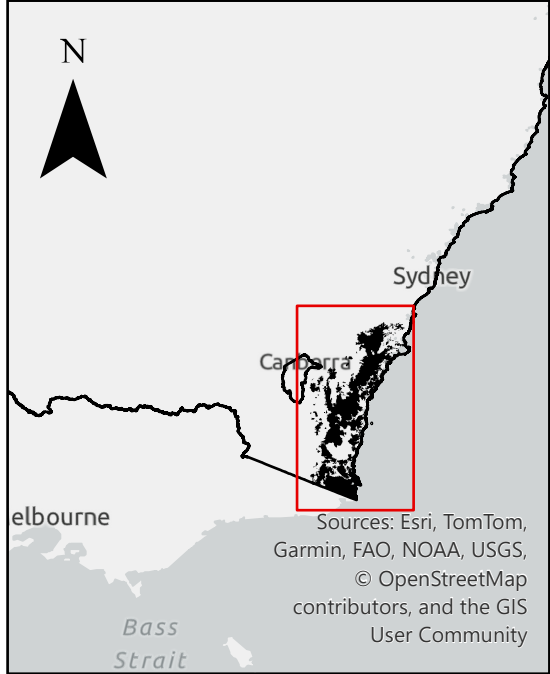 N
Sydney
Canberra
elbourne
Sources: Esri, TomTom,
Garmin, FAO, NOAA, USGS,
© OpenStreetMap
contributors, and the GIS
User Community
Bass
Strait